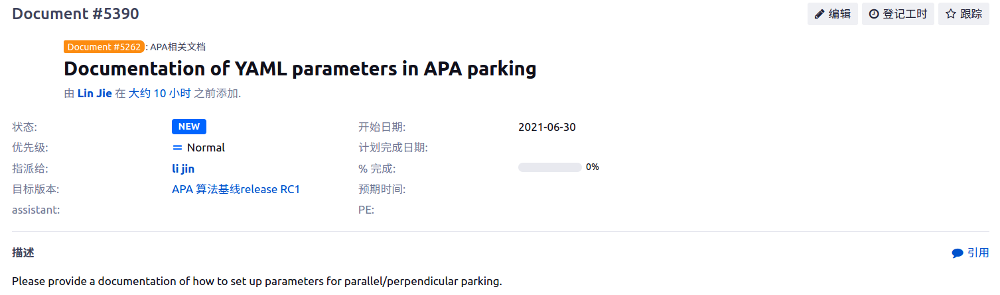 Document #5390
编辑 登记工时 跟踪
Document #5262: APA相关文档
Documentation of YAML parameters in APA parking
由 Lin Jie 在 大约 10 小时 之前添加.
状态: NEW 开始日期: 2021-06-30
优先级: Normal 计划完成日期:
指派给: li jin % 完成: 0%
目标版本: APA 算法基线release RC1 预期时间:
assistant: PE:
描述 引用
Please provide a documentation of how to set up parameters for parallel/perpendicular parking.